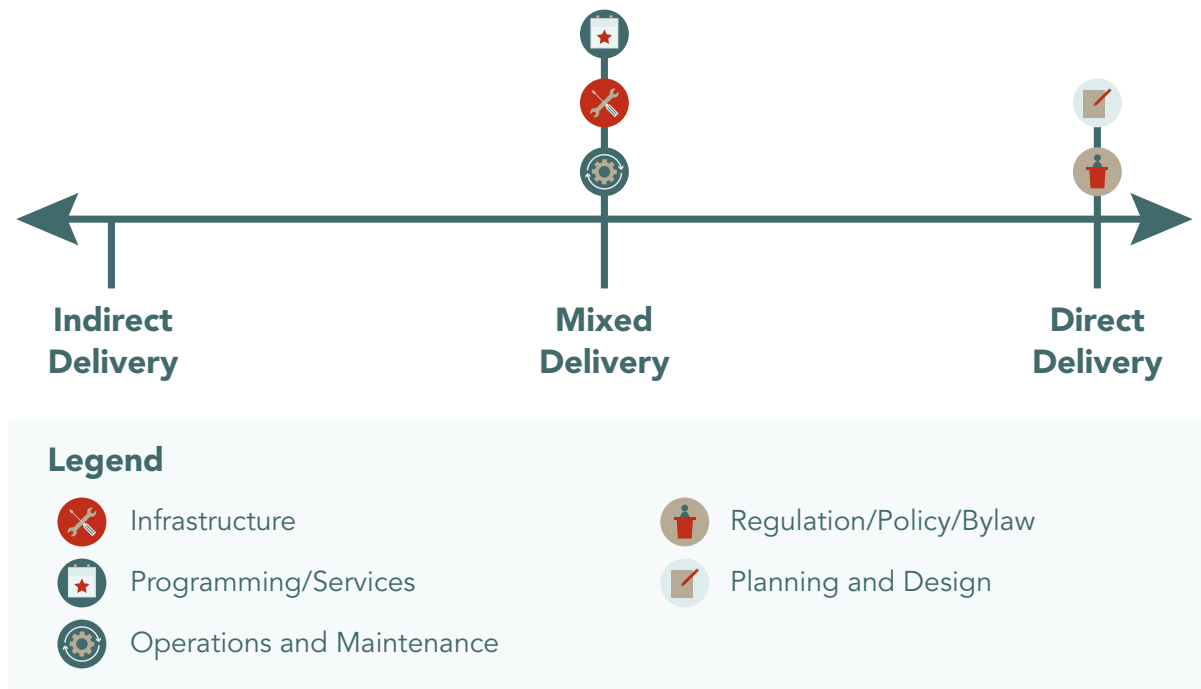 Indirect
Delivery
Mixed
Delivery
Direct
Delivery
Legend
Infrastructure
Programming/Services
Operations and Maintenance
Regulation/Policy/Bylaw
Planning and Design